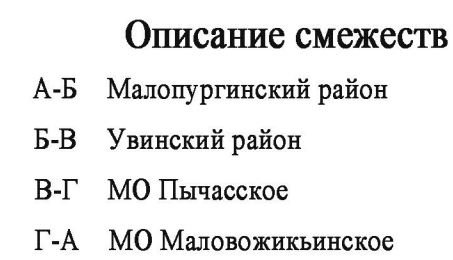 Описание смежеств
А-Б Малопургинский район
Б-В Увинский район
В-Г МО Пычасское
Г-А МО Маловожикьинское